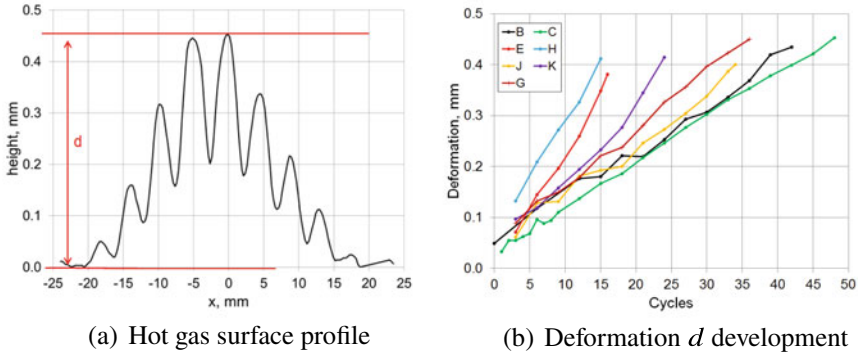 0.5
0.4
0.3
0.2
0.1
0.0
height, mm
d
-25 -20 -15 -10 -5 0 5 10 15 20 25
x, mm
(a) Hot gas surface profile
0.5
0.4
0.3
0.2
0.1
0.0
Deformation, mm
B C
E H
J K
G
0 5 10 15 20 25 30 35 40 45 50
Cycles
(b) Deformation d development